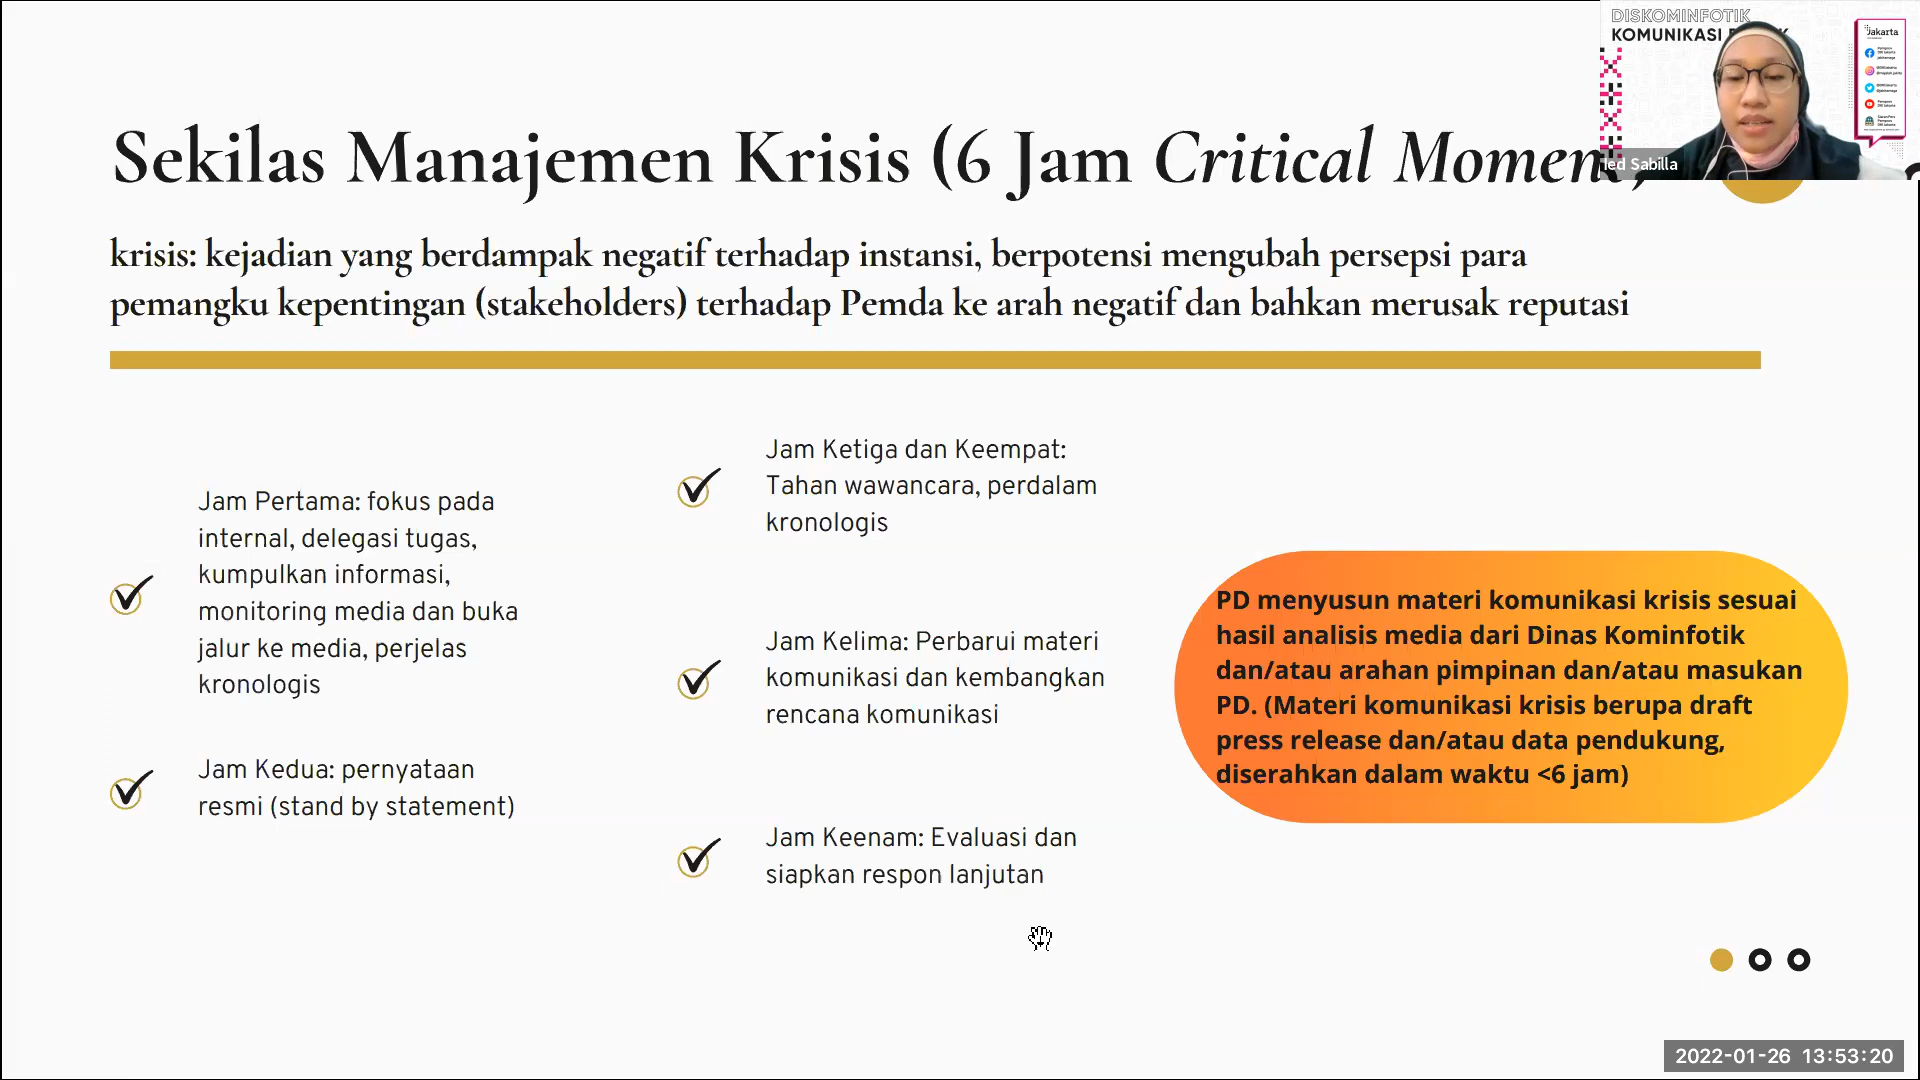 DISKOMINFOTIK
KOMUNIKASI
Jakarta
Sabilla
Sekilas Manajemen Krisis (6 Jam Critical Moment)
krisis: kejadian yang berdampak negatif terhadap instansi, berpotensi mengubah persepsi para
pemangku kepentingan (stakeholders) terhadap Pemda ke arah negatif dan bahkan merusak reputasi
Jam Pertama: fokus pada
internal, delegasi tugas,
kumpulkan informasi,
monitoring media dan buka
jalur ke media, perjelas
kronologis
Jam Kedua: pernyataan
resmi (stand by statement)
Jam Ketiga dan Keempat:
Tahan wawancara, perdalam
kronologis
Jam Kelima: Perbarui materi
komunikasi dan kembangkan
rencana komunikasi
Jam Keenam: Evaluasi dan
siapkan respon lanjutan
PD menyusun materi komunikasi krisis sesuai
hasil analisis media dari Dinas Kominfotik
dan/atau arahan pimpinan dan/atau masukan
PD. (Materi komunikasi krisis berupa draft
press release dan/atau data pendukung,
diserahkan dalam waktu <6 jam)
2022-01-26 13:53:20